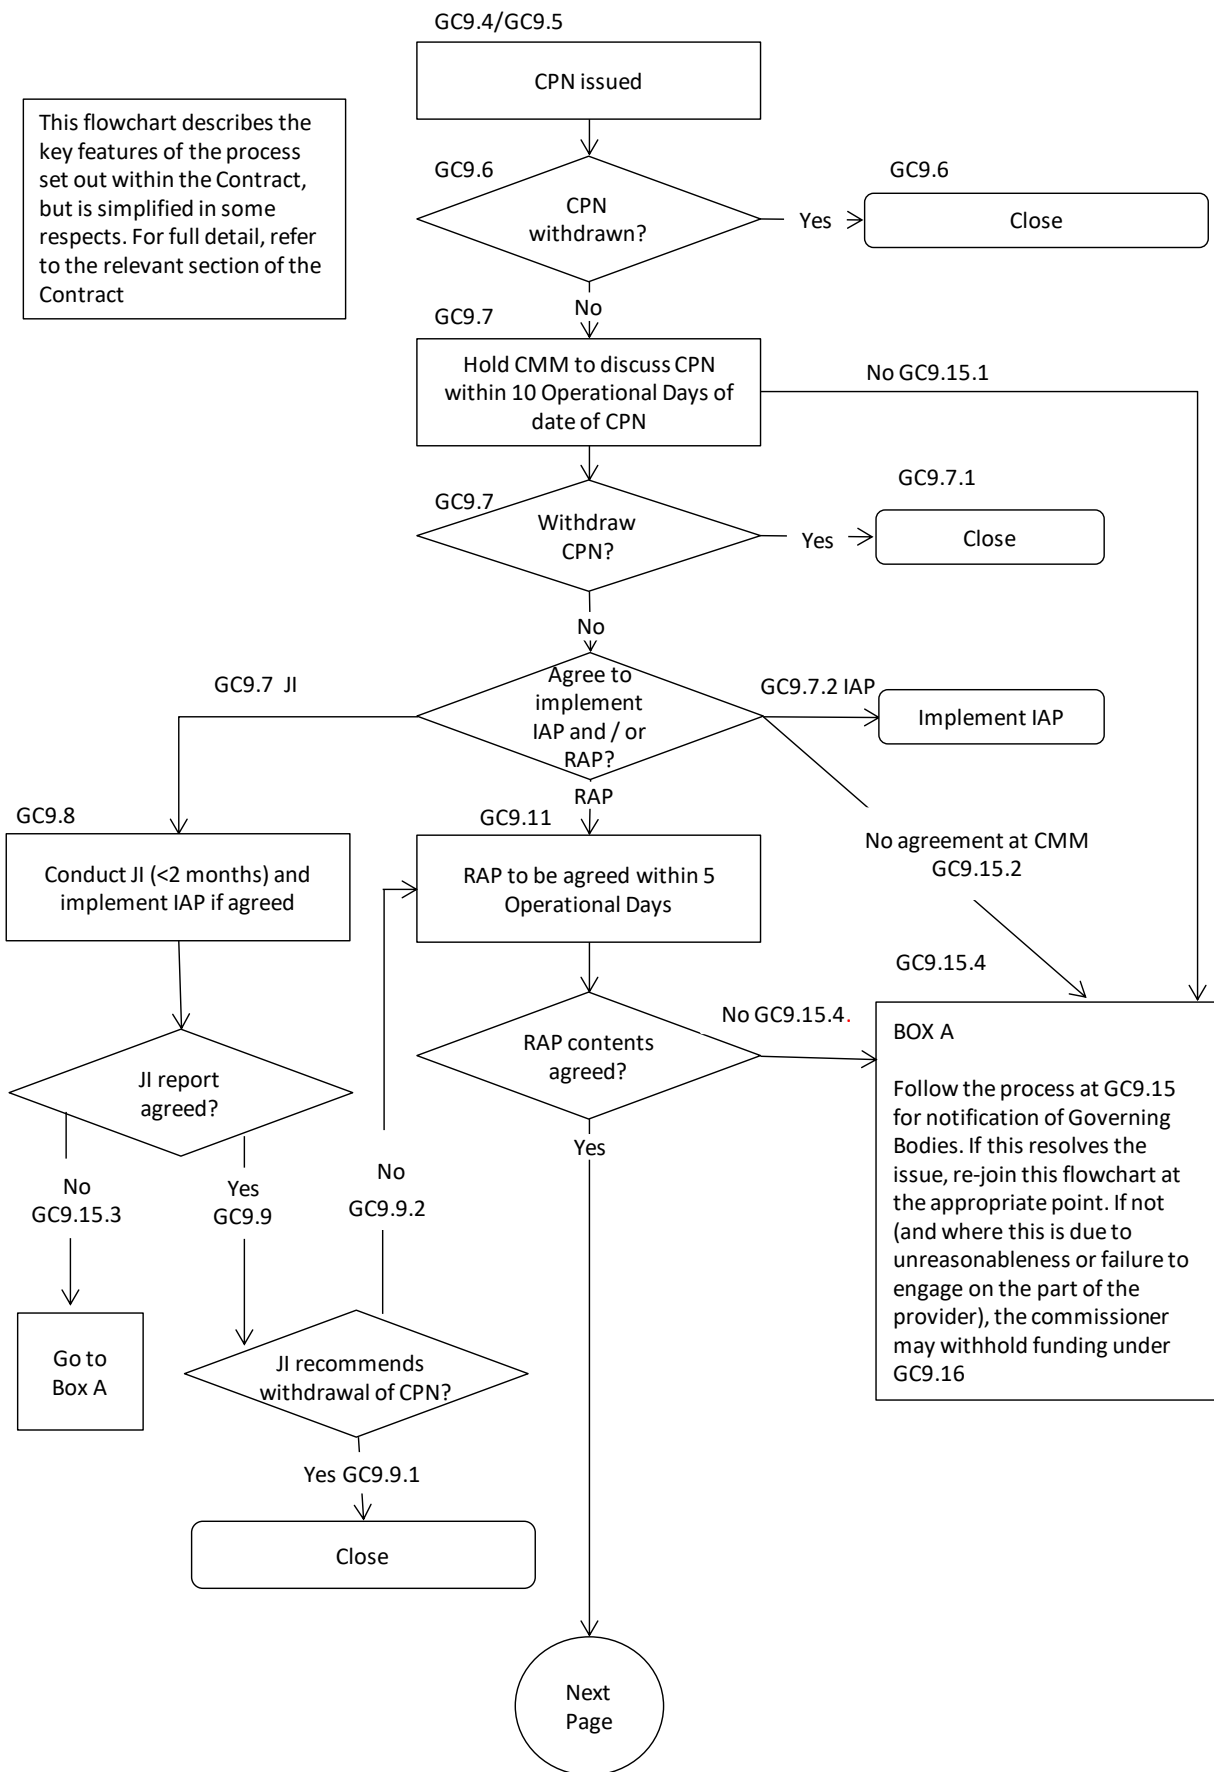 GC9.4/GC9.5
CPN issued
This flowchart describes the
key features of the process
set out within the Contract,
but is simplified in some
respects. For full detail, refer
to the relevant section of the
Contract
GC9.6
CPN
withdrawn?
Yes
GC9.6
Close
No
GC9.7
Hold CMM to discuss CPN
within 10 Operational Days of
date of CPN
No GC9.15.1
GC9.7
Withdraw
CPN?
Yes
GC9.7.1
Close
No
GC9.7 JI
Agree to
implement
IAP and / or
RAP?
GC9.7.2 IAP
Implement IAP
RAP
GC9.8
Conduct JI (<2 months) and
implement IAP if agreed
GC9.11
RAP to be agreed within 5
Operational Days
No agreement at CMM
GC9.15.2
GC9.15.4
RAP contents
agreed?
No GC9.15.4.
BOX A
Follow the process at GC9.15
for notification of Governing
Bodies. If this resolves the
issue, re-join this flowchart at
the appropriate point. If not
(and where this is due to
unreasonableness or failure to
engage on the part of the
provider), the commissioner
may withhold funding under
GC9.16
JI report
agreed?
Yes
No
GC9.15.3
Yes
GC9.9
No
GC9.9.2
Go to
Box A
JI recommends
withdrawal of CPN?
Yes GC9.9.1
Close
Next
Page